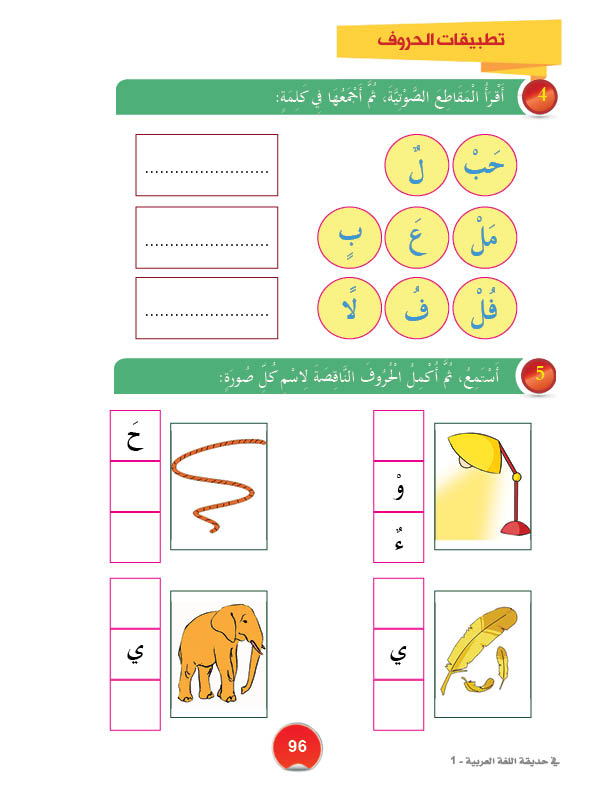 تطبيقات الحروف
4 أَقْرَأُ الْمَقَاطِعَ الصَّوْتِيَّةَ، ثُمَّ أَجْمَعُهَا فِي كَلِمَةٍ:
حَبْ لٌ ........................
مَلْ عَ بٍ ........................
فُلْ فُ لًا ........................
5 أَسْتَمِعُ، ثُمَّ أُكْمِلُ الْحُرُوفَ النَّاقِصَةَ لِاسْمِ كُلِّ صُورَةٍ:
وْ
ءٌ
حَ
ي
ي
96
في حديقة اللغة العربية - 1